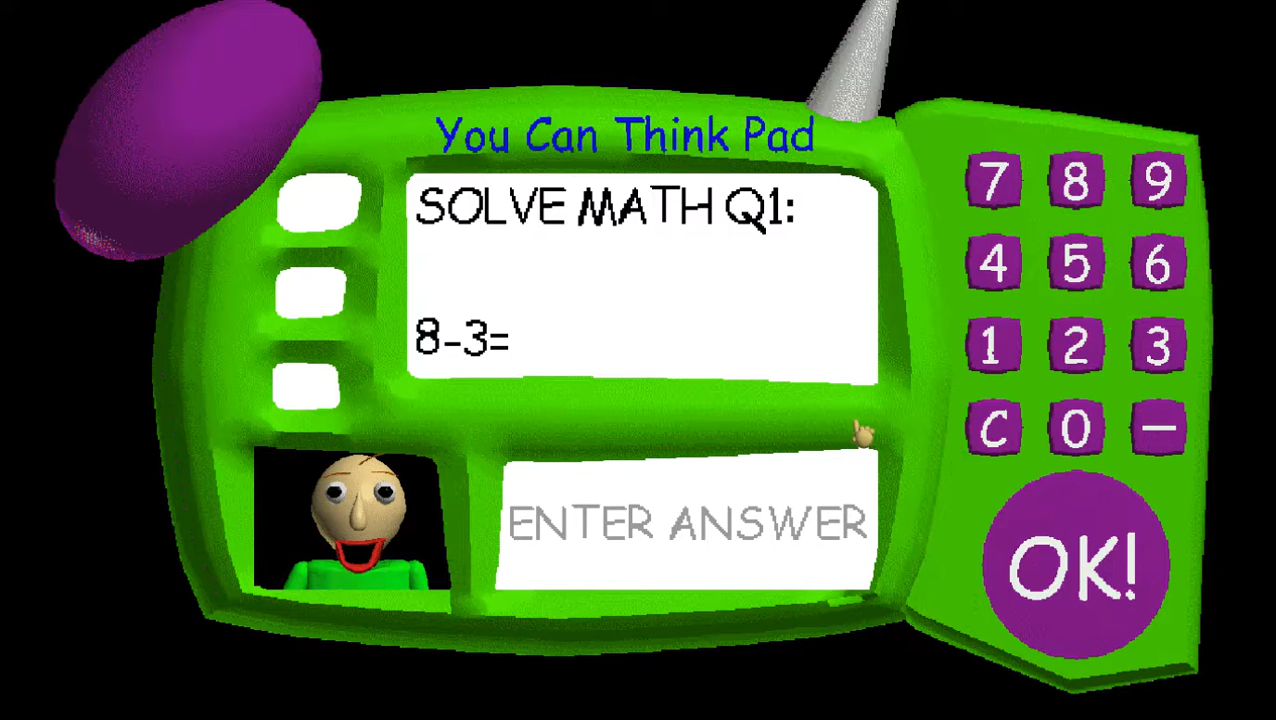 You Can Think Pad
SOLVE MATH Q1:
8-3=
ENTER ANSWER
7 8 9
4 5 6
1 2 3
C 0 −
OK!